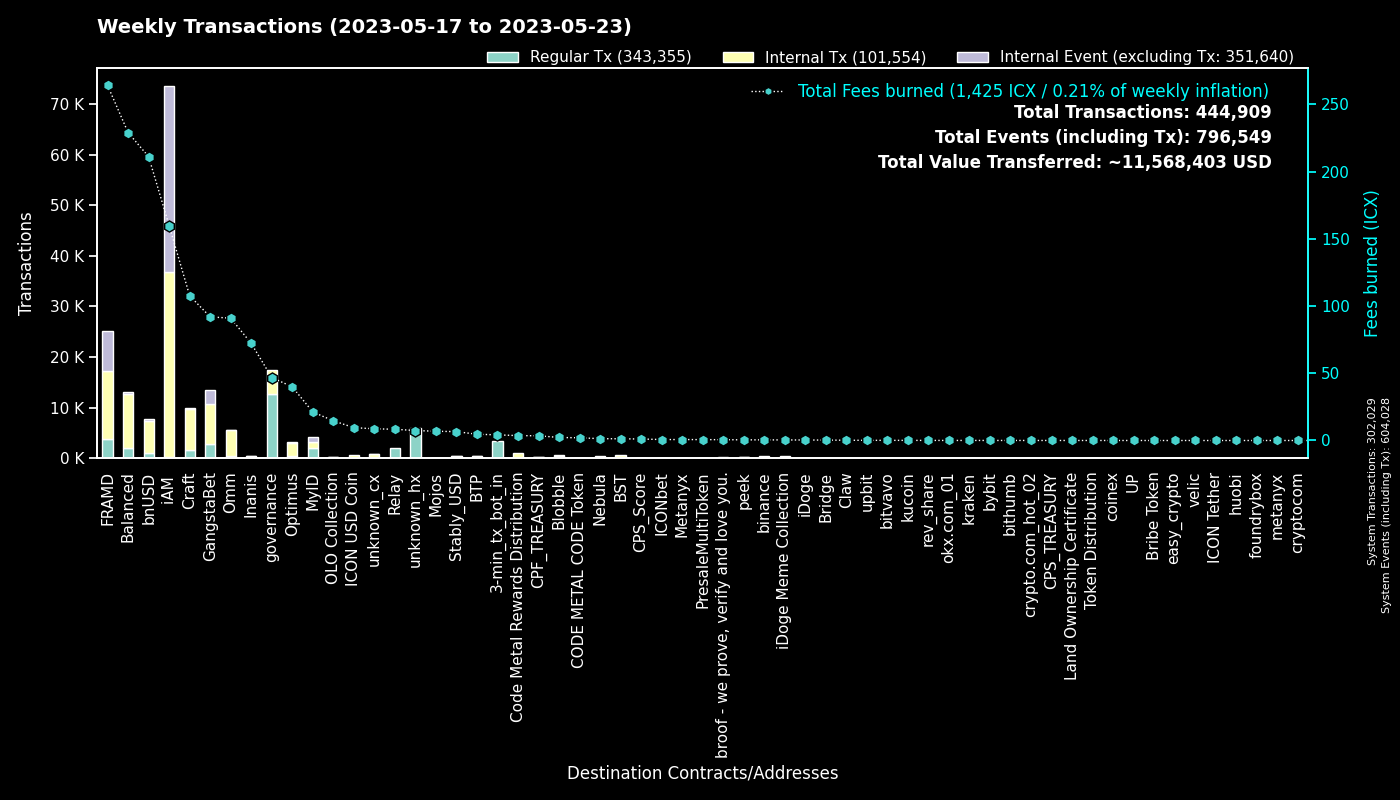 Weekly Transactions (2023-05-17 to 2023-05-23)
Regular Tx (343,355)
Internal Tx (101,554)
Internal Event (excluding Tx: 351,640)
Total Fees burned (1,425 ICX / 0.21% of weekly inflation)
Total Transactions: 444,909
Total Events (including Tx): 796,549
Total Value Transferred: ~11,568,403 USD
Transactions
70 K
60 K
50 K
40 K
30 K
20 K
10 K
0 K
250
200
150
100
50
0
Fees burned (ICX)
System Transactions: 302,029
System Events (including Tx): 604,028
FRAMD
Balanced
bnUSD
iAM
Craft
GangstaBet
Omm
Inanis
governance
Optimus
MyID
OLO Collection
ICON USD Coin
unknown_cx
Relay
unknown_hx
Mojos
Stably_USD
BTP
3-min_tx_bot_in
Code Metal Rewards Distribution
CPF_TREASURY
Blobble
CODE METAL CODE Token
Nebula
BST
CPS_Score
ICONbet
Metanyx
PresaleMultiToken
broof - we prove, verify and love you.
peek
binance
iDoge Meme Collection
iDoge
Bridge
Claw
upbit
bitvavo
kucoin
rev_share
okx.com_01
kraken
bybit
bithumb
crypto.com_hot_02
CPS_TREASURY
Land Ownership Certificate
Token Distribution
coinex
UP
Bribe Token
easy_crypto
velic
ICON Tether
huobi
foundrybox
metanyx
cryptocom
Destination Contracts/Addresses